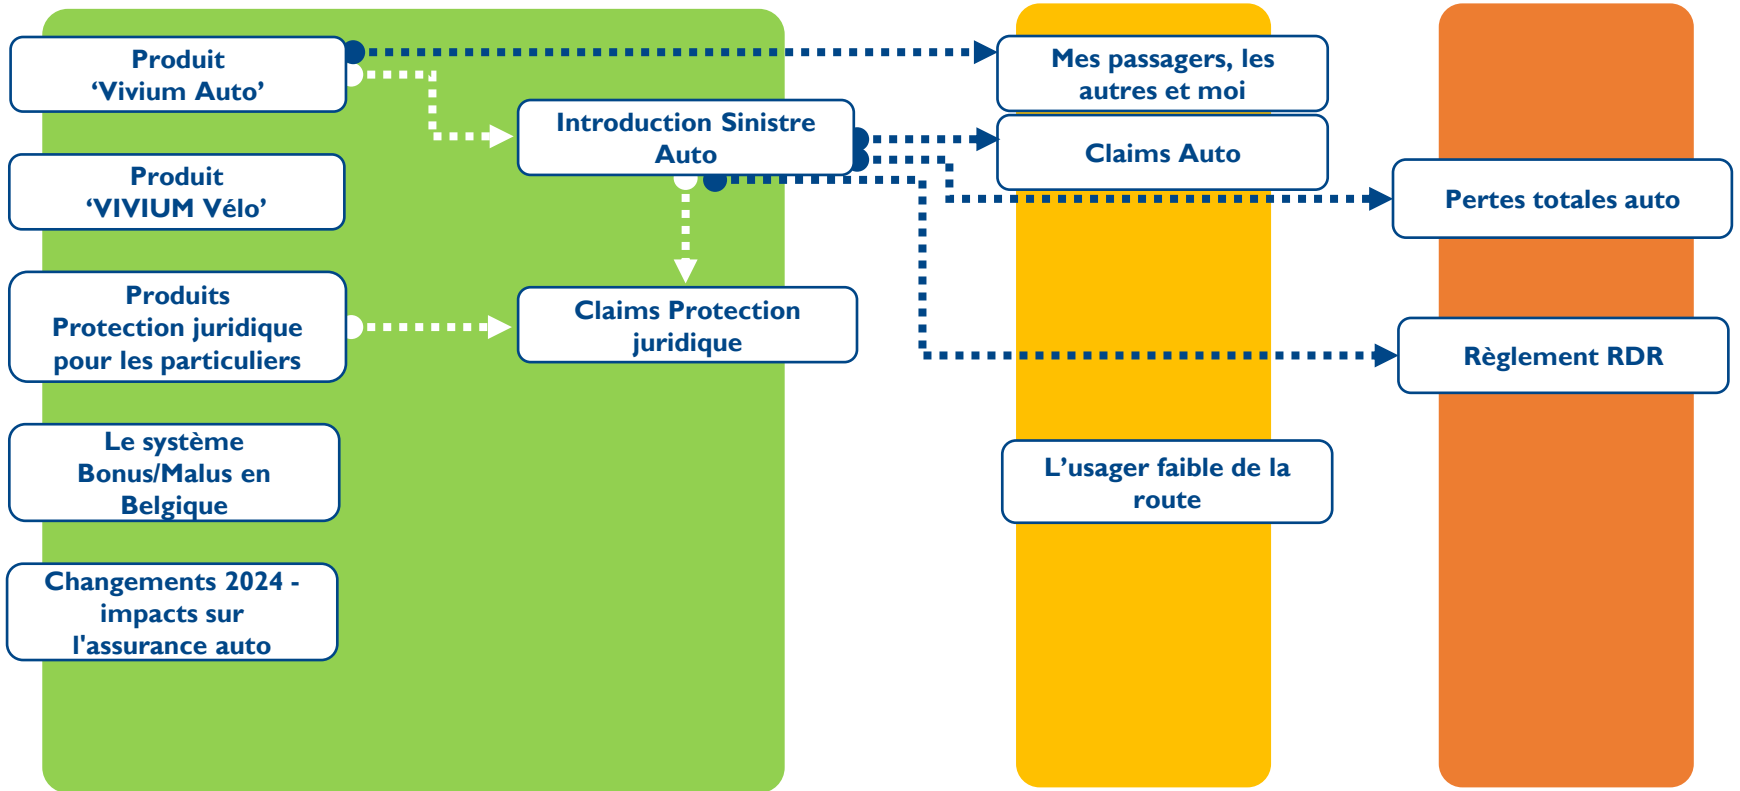 Produit
‘Vivium Auto’
Produit
‘VIVIUM Vélo’
Produits
Protection juridique
pour les particuliers
Le système
Bonus/Malus en
Belgique
Changements 2024 -
impacts sur
l'assurance auto
Introduction Sinistre
Auto
Claims Protection
juridique
Mes passagers, les
autres et moi
Claims Auto
L’usager faible de la
route
Pertes totales auto
Règlement RDR